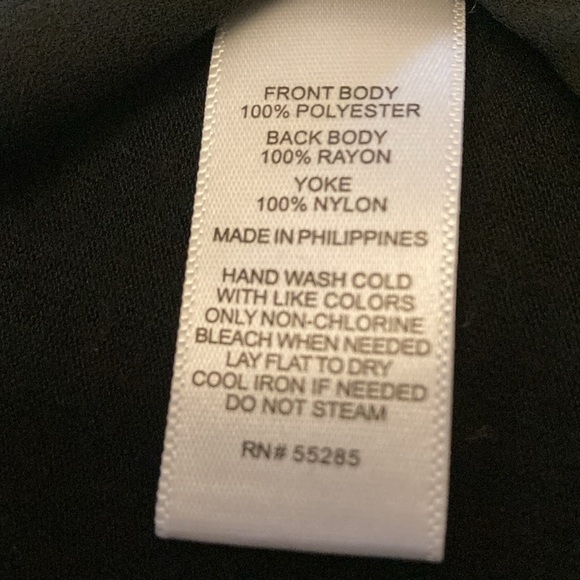 FRONT BODY
100% POLYESTER
BACK BODY
100% RAYON
YOKE
100% NYLON
MADE IN PHILIPPINES
HAND WASH COLD
WITH LIKE COLORS
ONLY NON-CHLORINE
BLEACH WHEN NEEDED
LAY FLAT TO DRY
COOL IRON IF NEEDED
DO NOT STEAM
RN# 55285